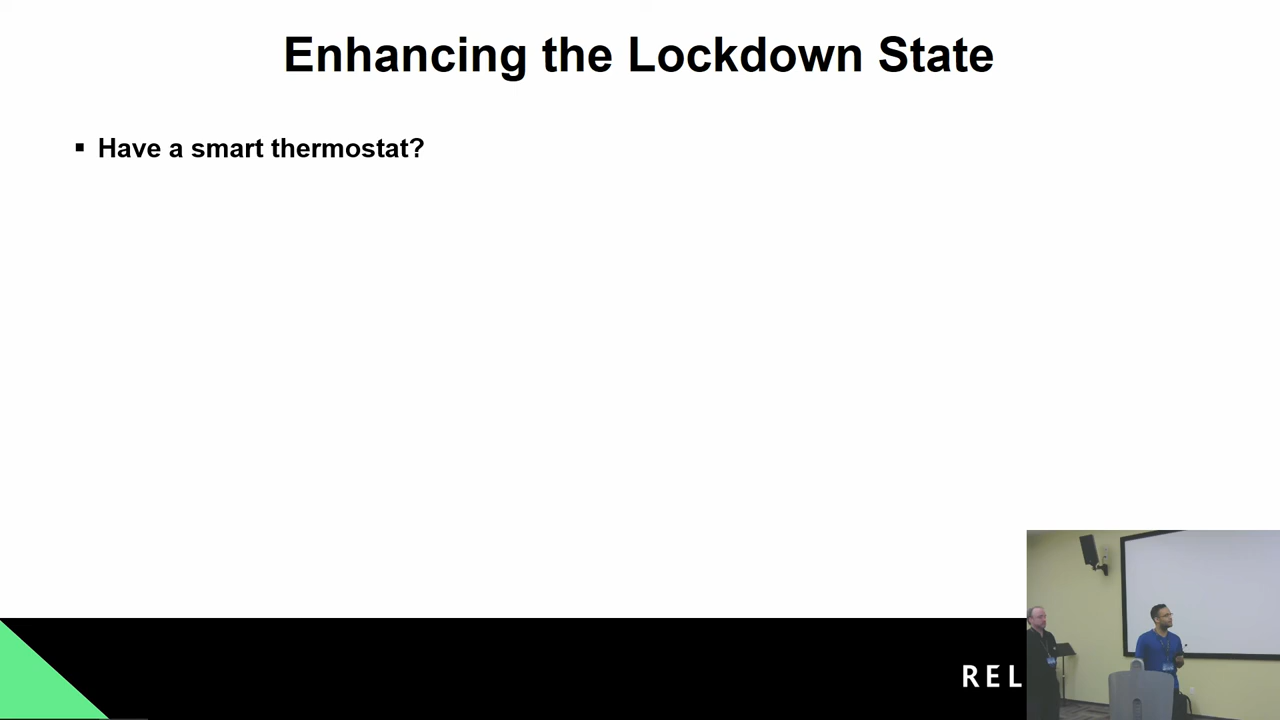 Enhancing the Lockdown State
▪ Have a smart thermostat?
REL